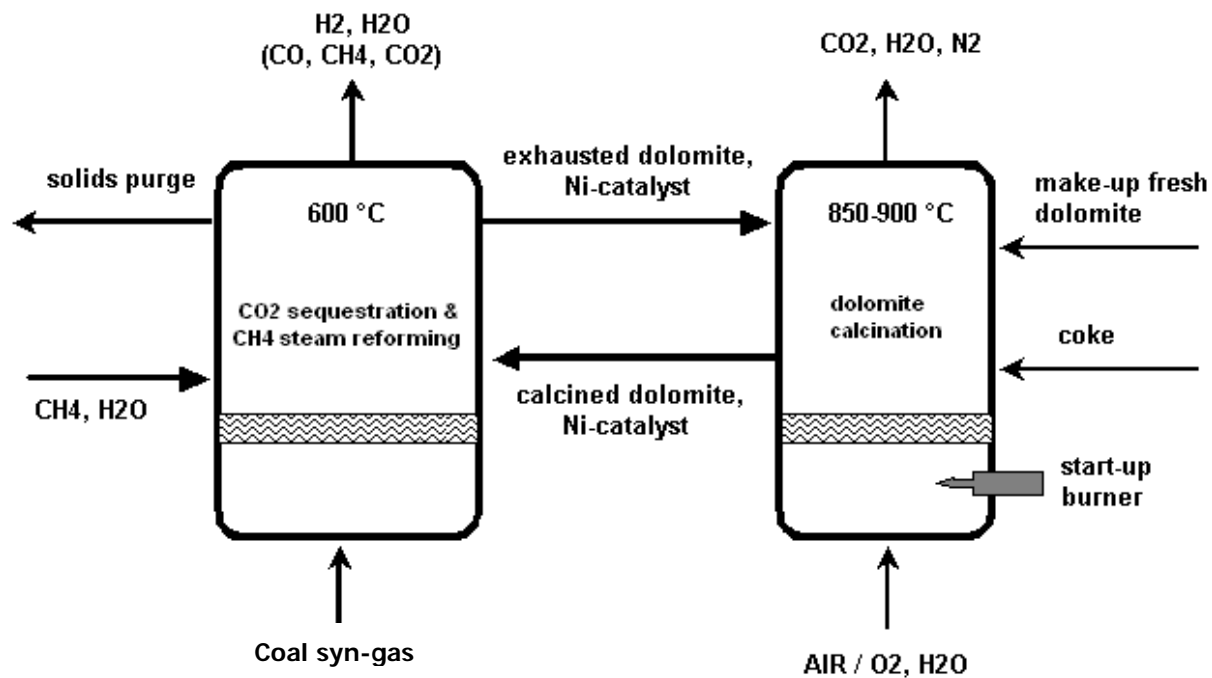 H2, H2O
(CO, CH4, CO2)
CO2, H2O, N2
solids purge
exhausted dolomite,
Ni-catalyst
make-up fresh
dolomite
600 °C
850-900 °C
CO2 sequestration &
CH4 steam reforming
dolomite
calcination
coke
CH4, H2O
calcined dolomite,
Ni-catalyst
start-up
burner
Coal syn-gas
AIR / O2, H2O